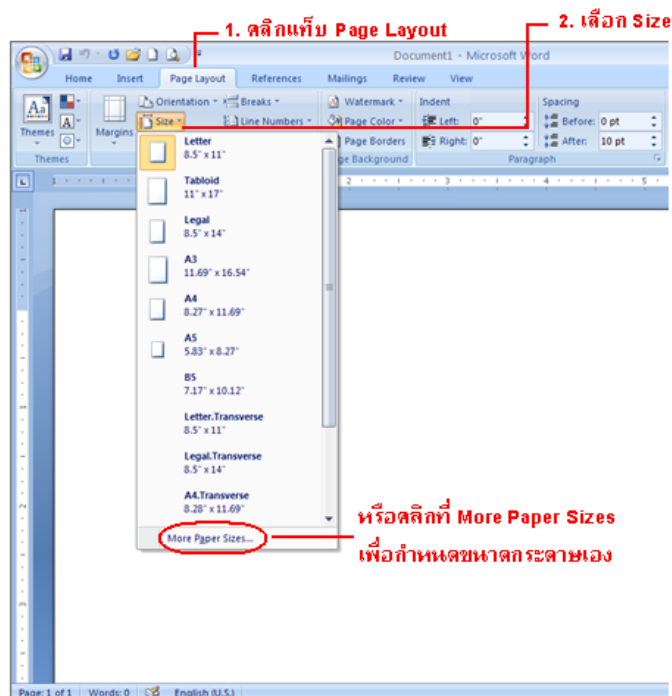 1. คลิกแท็บ Page Layout
2. เลือก Size
Document1 - Microsoft Word
Home Insert Page Layout References Mailings Review View
Orientation Breaks Watermark Indent Spacing
Size Line Numbers Page Color Left: 0" Before: 0 pt
Themes Margins Page Borders Right: 0" After: 10 pt
Themes ge Background Paragraph
Letter
8.5" x 11"
Tabloid
11" x 17"
Legal
8.5" x 14"
A3
11.69" x 16.54"
A4
8.27" x 11.69"
A5
5.83" x 8.27"
B5
7.17" x 10.12"
Letter.Transverse
8.5" x 11"
Legal.Transverse
8.5" x 14"
A4.Transverse
8.28" x 11.69"
More Paper Sizes...
หรือคลิกที่ More Paper Sizes
เพื่อกำหนดขนาดกระดาษเอง
Page: 1 of 1 Words: 0 English (U.S.)